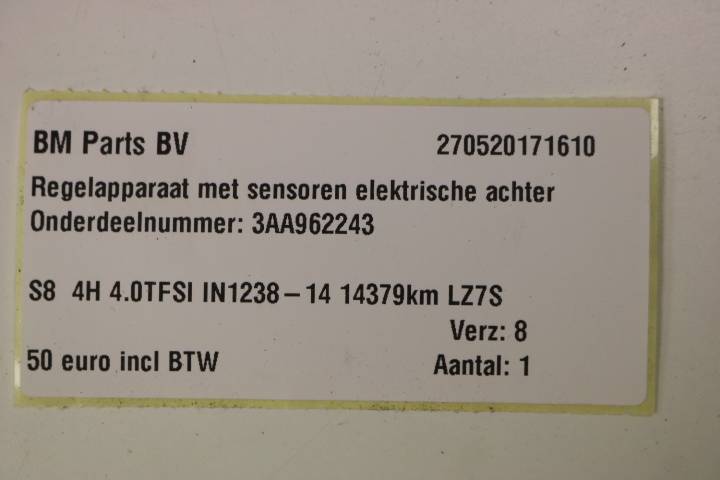 BM Parts BV 270520171610
Regelapparaat met sensoren elektrische achter
Onderdeelnummer: 3AA962243
S8 4H 4.0TFSI IN1238-14 14379km LZ7S
Verz: 8
50 euro incl BTW Aantal: 1